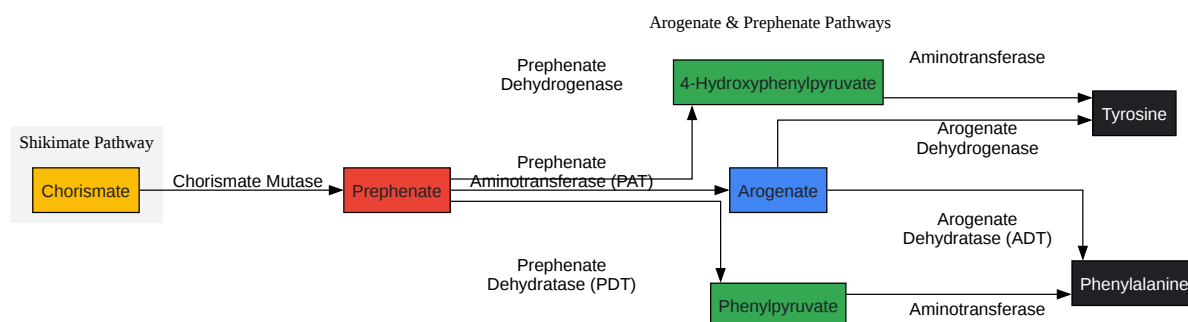 Arogenate & Prephenate Pathways
Prephenate
Dehydrogenase
4-Hydroxyphenylpyruvate
Aminotransferase
Tyrosine
Shikimate Pathway
Chorismate
Chorismate Mutase
Prephenate
Prephenate
Aminotransferase (PAT)
Arogenate
Arogenate
Dehydrogenase
Arogenate
Dehydratase (ADT)
Prephenate
Dehydratase (PDT)
Phenylpyruvate
Aminotransferase
Phenylalanine